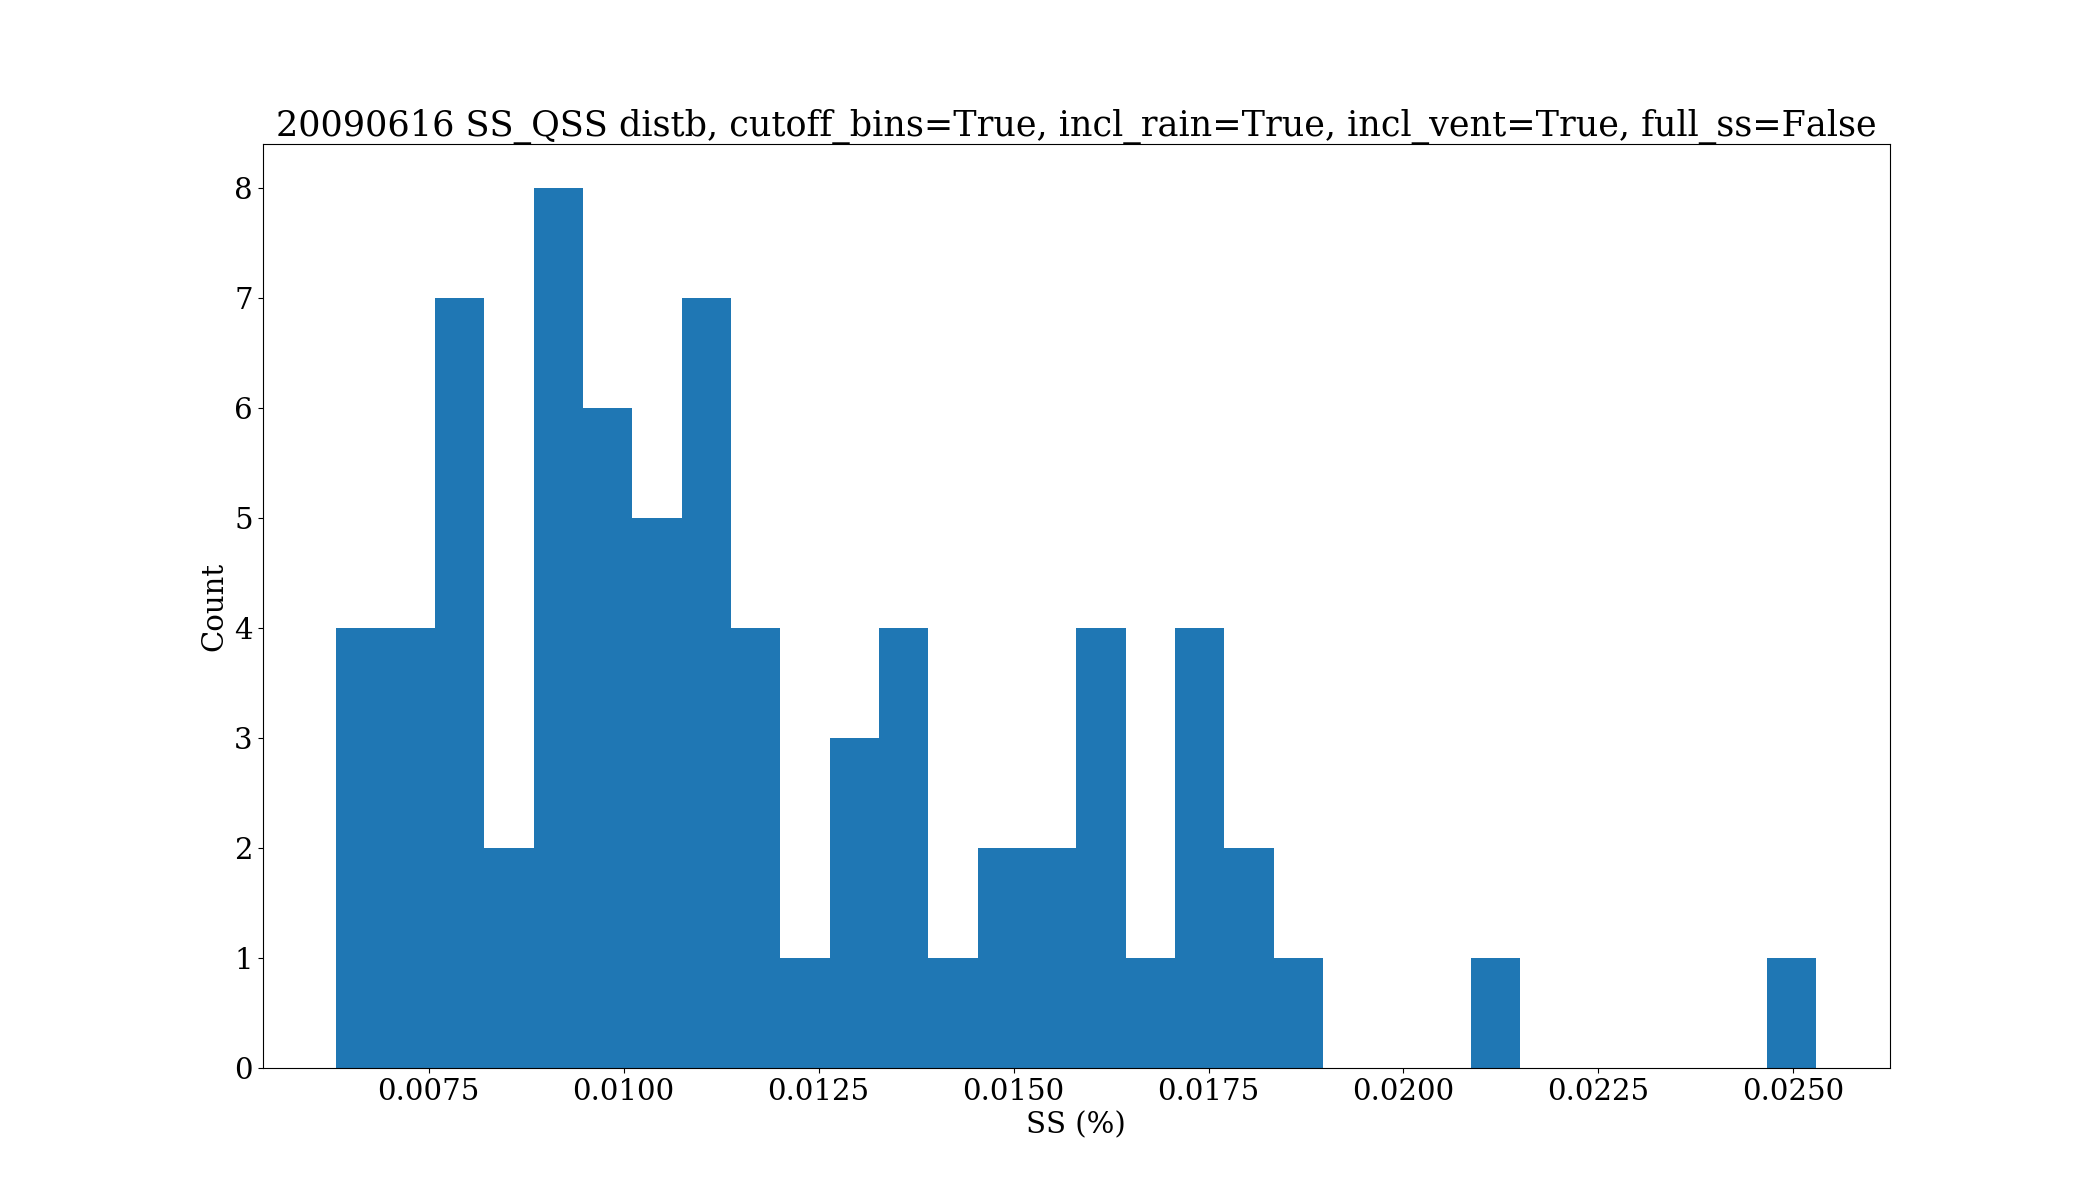 20090616 SS_QSS distb, cutoff_bins=True, incl_rain=True, incl_vent=True, full_ss=False
8
7
6
5
4
3
2
1
0
Count
0.0075 0.0100 0.0125 0.0150 0.0175 0.0200 0.0225 0.0250
SS (%)